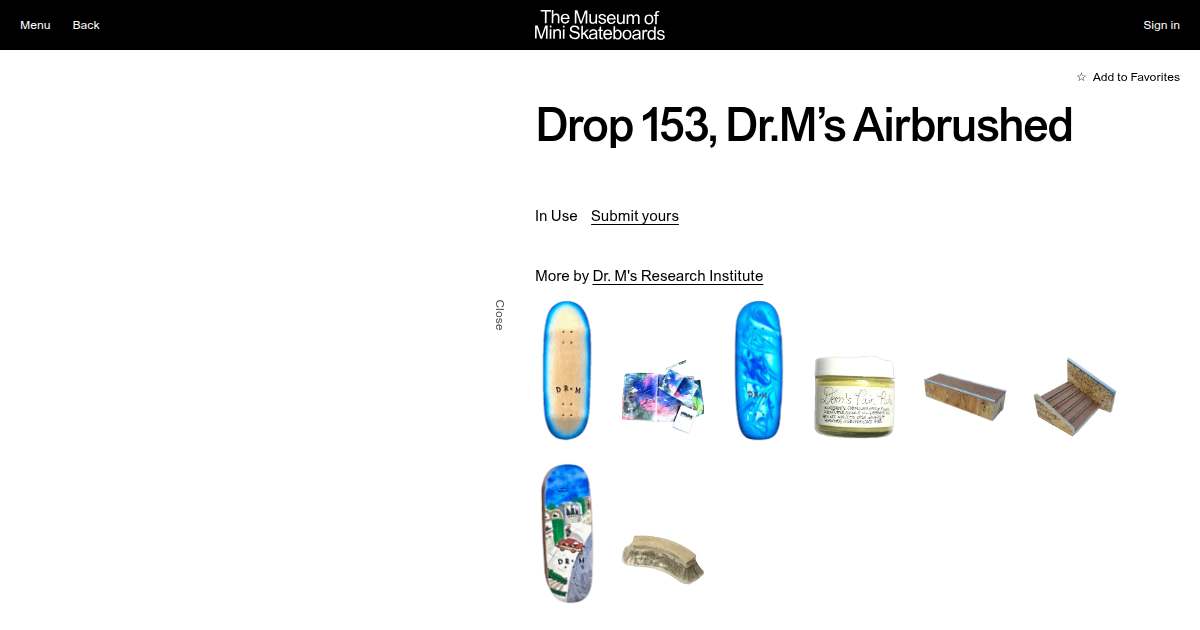 Menu
Back
The Museum of
Mini Skateboards
Sign in
☆ Add to Favorites
Drop 153, Dr.M’s Airbrushed
In Use Submit yours
More by Dr. M's Research Institute
Close
DR•M
DR•M
DR•M